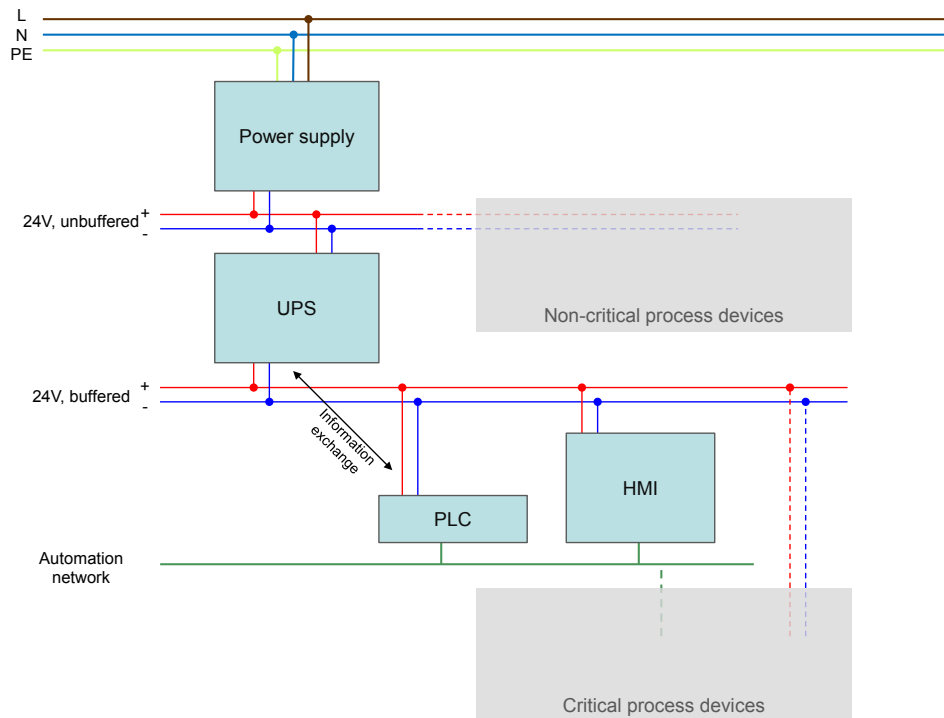 L
N
PE
Power supply
24V, unbuffered
+
-
UPS
Non-critical process devices
24V, buffered
+
-
Information
exchange
HMI
PLC
Automation
network
Critical process devices